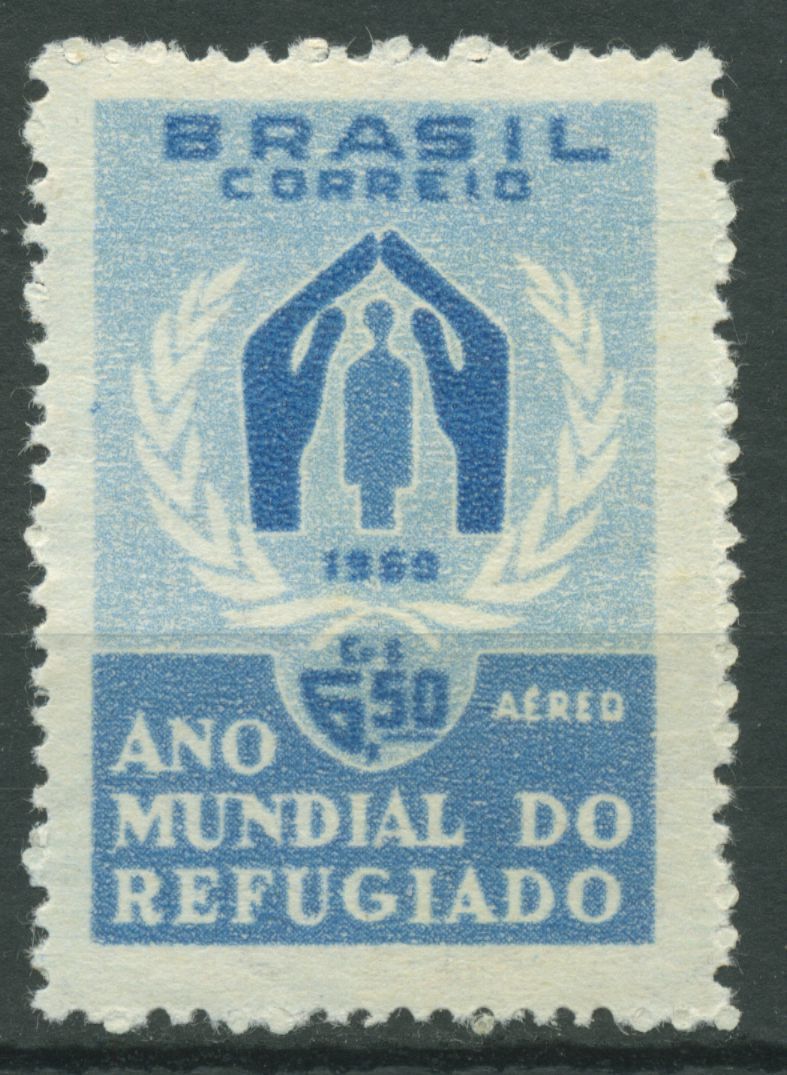 BRASIL
CORREIO
1960
Cr$
6,50
AÉREO
ANO
MUNDIAL DO
REFUGIADO